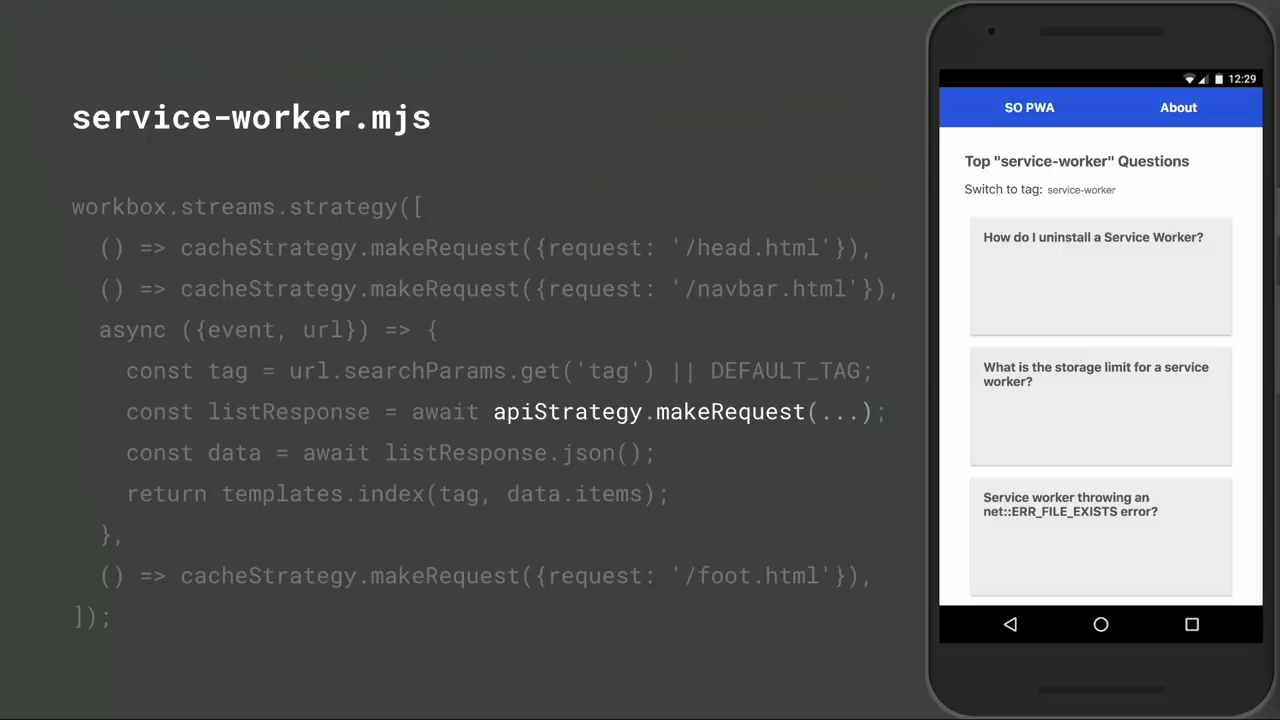 service-worker.mjs
workbox.streams.strategy([
() => cacheStrategy.makeRequest({request: '/head.html'}),
() => cacheStrategy.makeRequest({request: '/navbar.html'}),
async ({event, url}) => {
const tag = url.searchParams.get('tag') || DEFAULT_TAG;
const listResponse = await apiStrategy.makeRequest(...);
const data = await listResponse.json();
return templates.index(tag, data.items);
},
() => cacheStrategy.makeRequest({request: '/foot.html'}),
]);
12:29
SO PWA About
Top "service-worker" Questions
Switch to tag: service-worker
How do I uninstall a Service Worker?
What is the storage limit for a service
worker?
Service worker throwing an
net::ERR_FILE_EXISTS error?